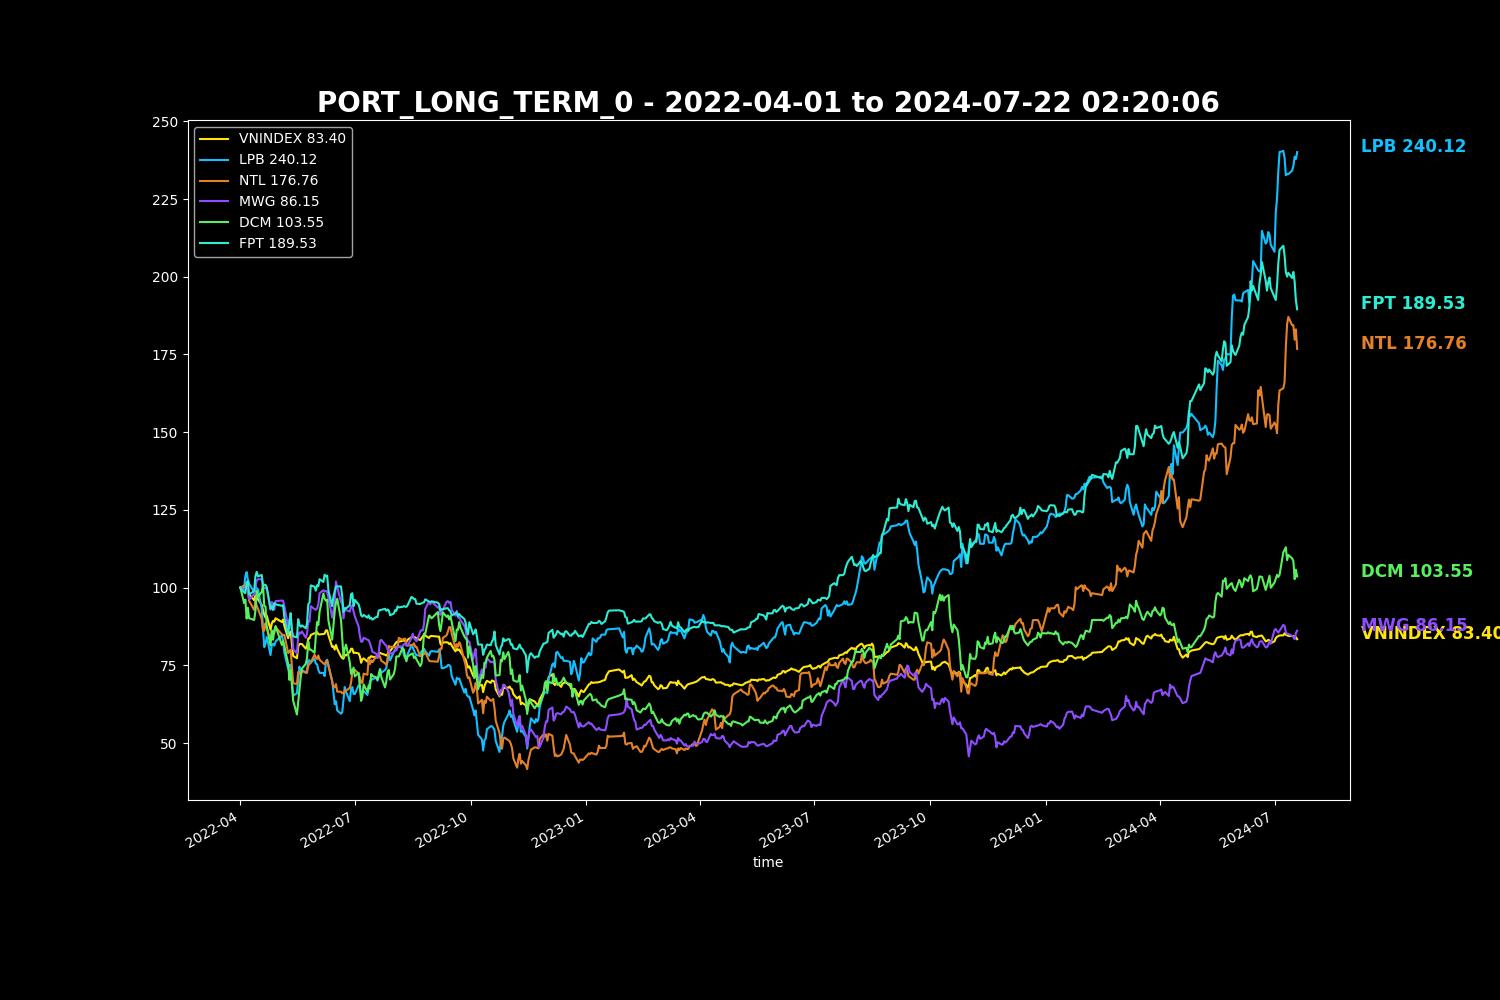 PORT_LONG_TERM_0 - 2022-04-01 to 2024-07-22 02:20:06
250
225
200
175
150
125
100
75
50
VNINDEX 83.40
LPB 240.12
NTL 176.76
MWG 86.15
DCM 103.55
FPT 189.53
LPB 240.12
FPT 189.53
NTL 176.76
DCM 103.55
MWG 86.15
VNINDEX 83.40
2022-04
2022-07
2022-10
2023-01
2023-04
2023-07
2023-10
2024-01
2024-04
2024-07
time